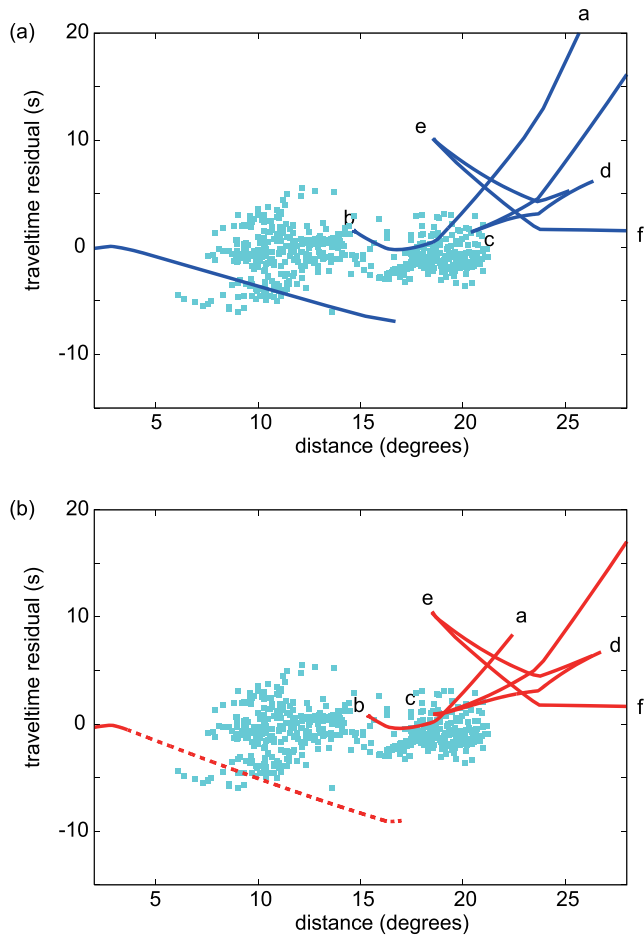 (a)
a
20
traveltime residual (s)
10
e
d
b
c
f
0
-10
5
10
15
20
25
distance (degrees)
(b)
20
traveltime residual (s)
10
e
a
d
b
c
f
0
-10
5
10
15
20
25
distance (degrees)